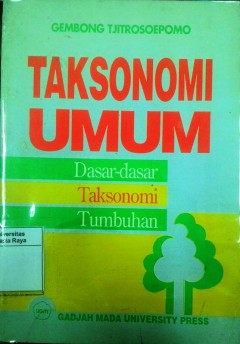 GEMBONG TJITROSOEPOMO
TAKSONOMI
UMUM
Dasar-dasar
Taksonomi
Tumbuhan
GADJAH MADA UNIVERSITY PRESS